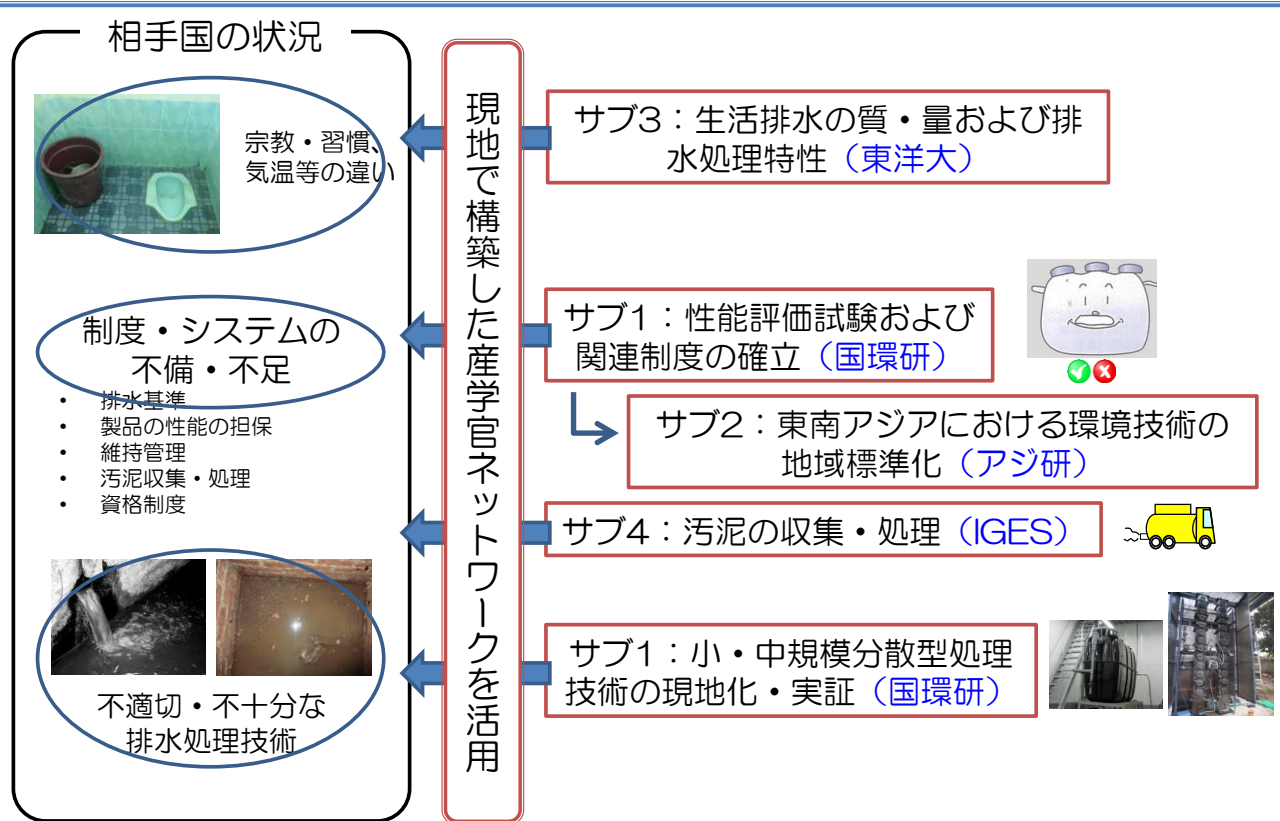 相手国の状況
宗教・習慣、
気温等の違い
制度・システムの
不備・不足
• 排水基準
• 製品の性能の担保
• 維持管理
• 汚泥収集・処理
• 資格制度
不適切・不十分な
排水処理技術
現地で構築した産学官ネットワークを活用
サブ3：生活排水の質・量および排
水処理特性（東洋大）
サブ1：性能評価試験および
関連制度の確立（国環研）
サブ2：東南アジアにおける環境技術の
地域標準化（アジ研）
サブ4：汚泥の収集・処理（IGES）
サブ1：小・中規模分散型処理
技術の現地化・実証（国環研）